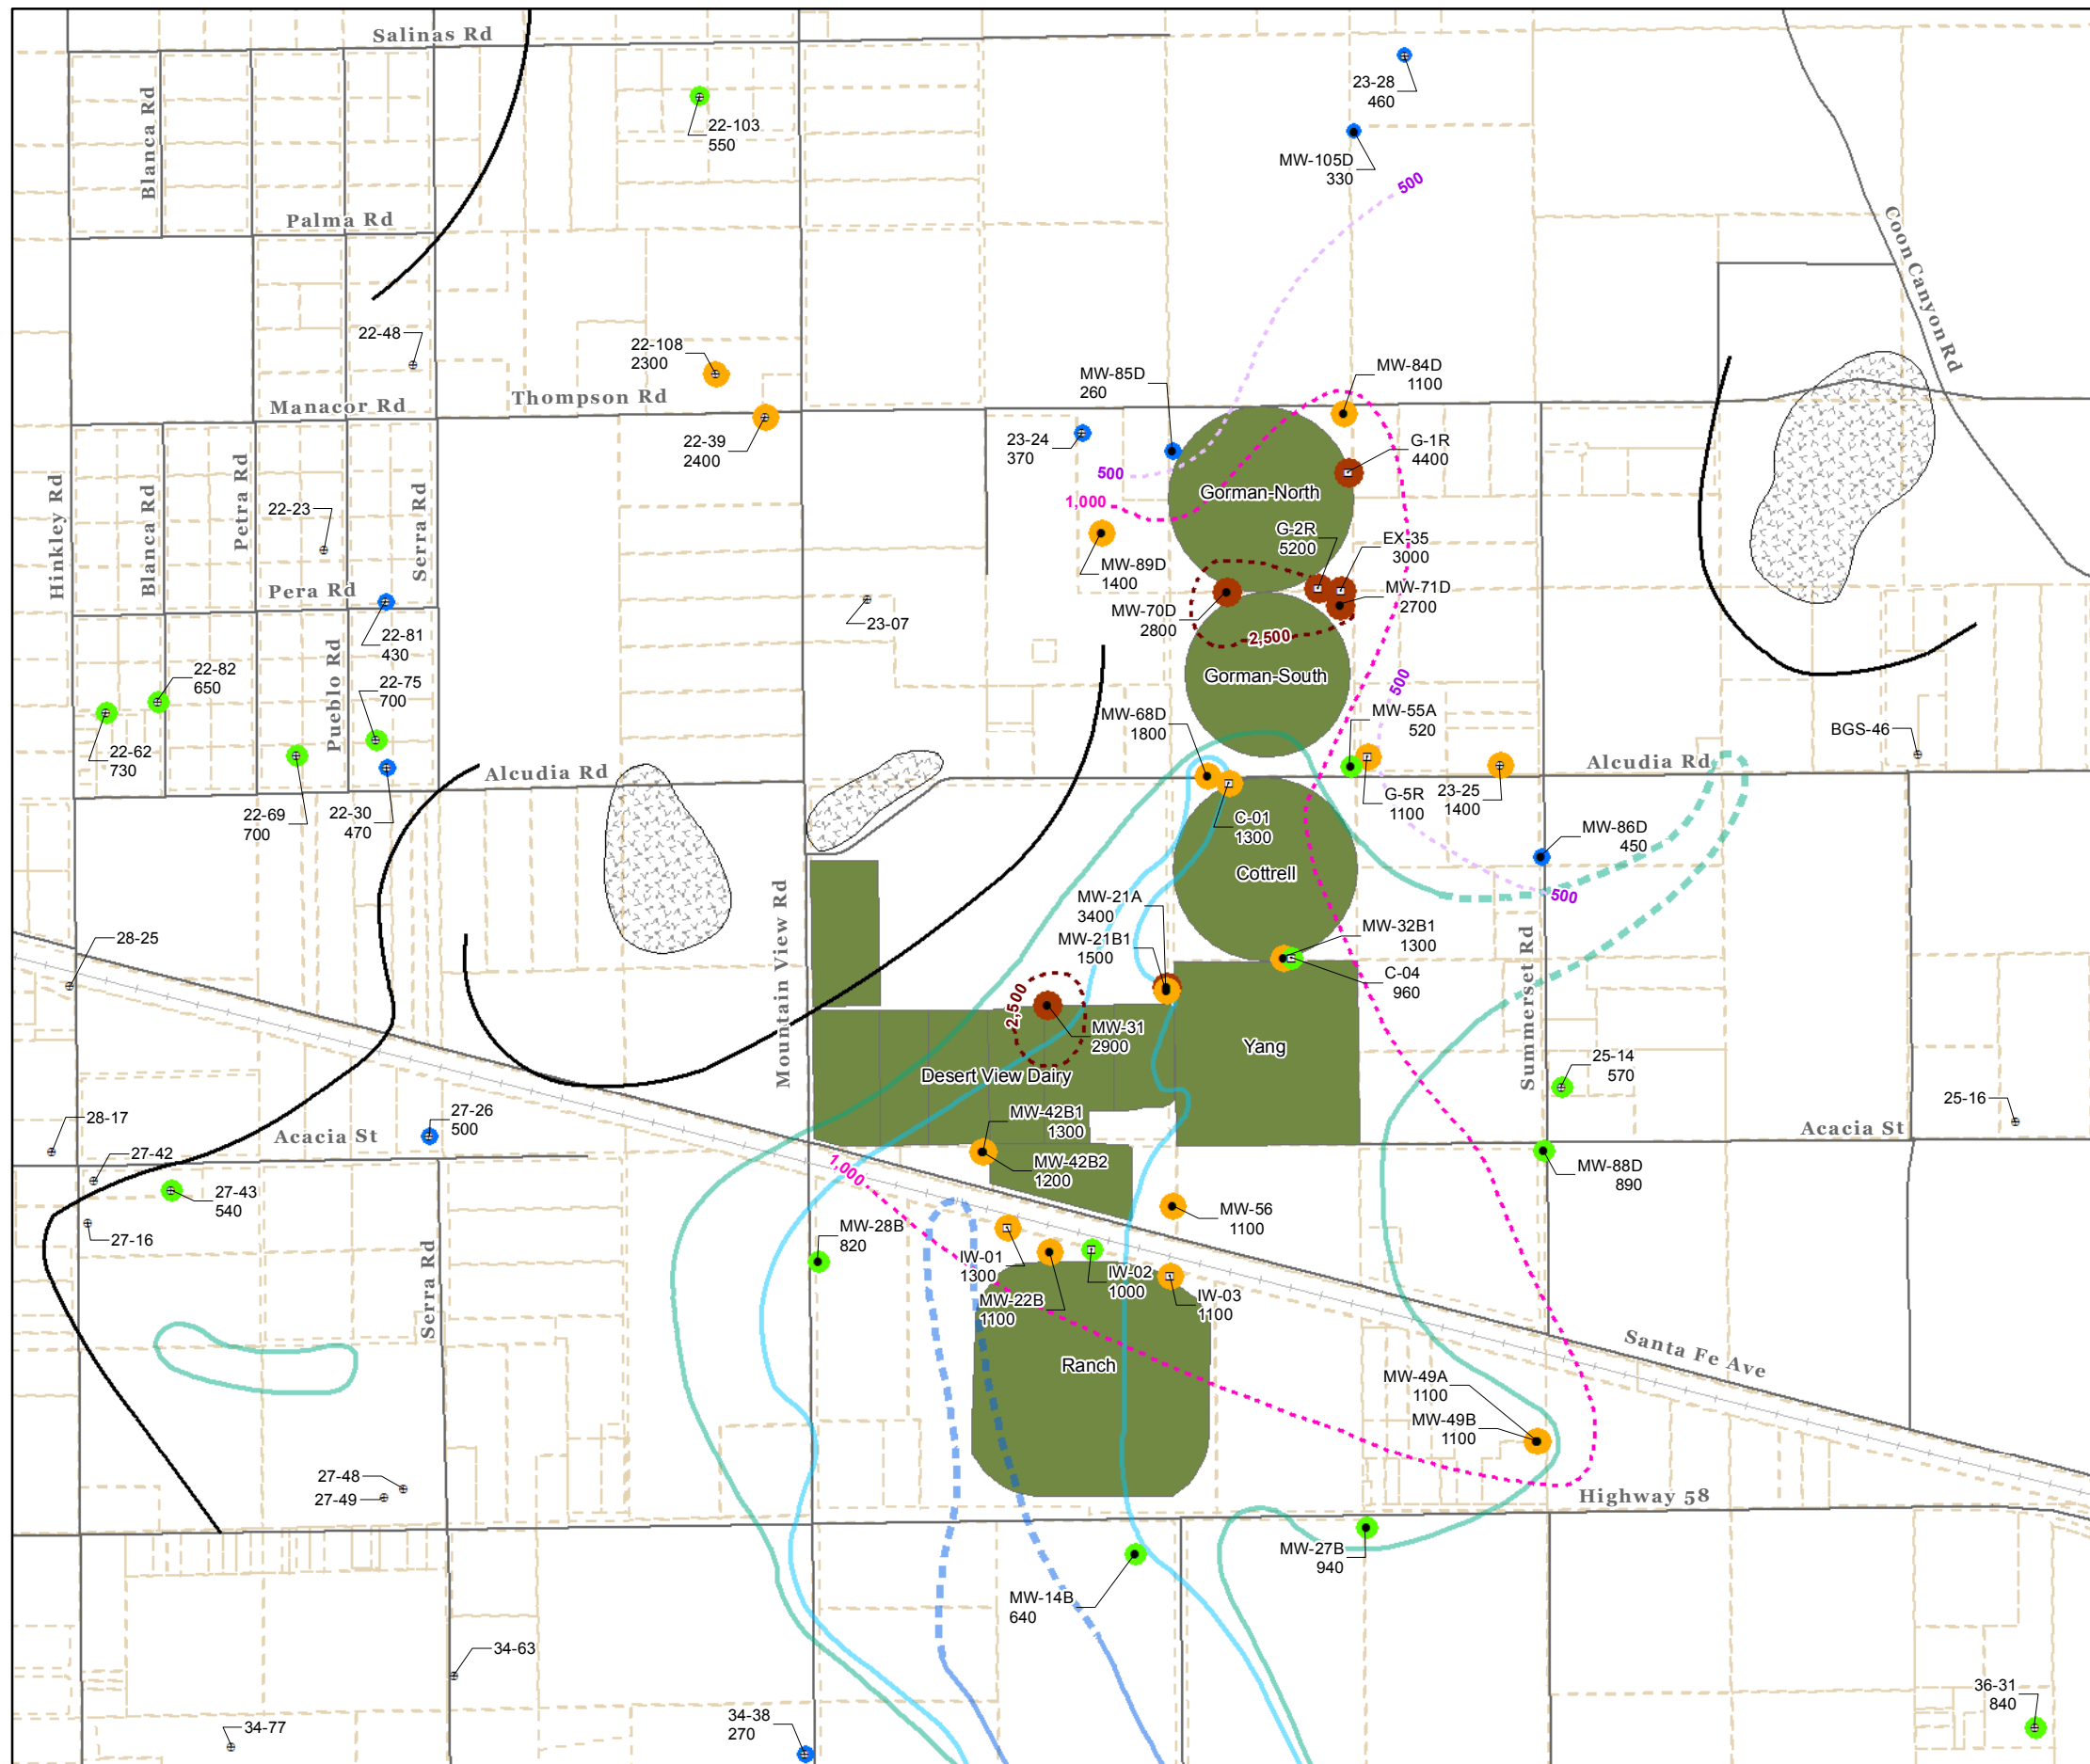 Salinas Rd
23-28
460
Blanca Rd
22-103
550
MW-105D
330
500
Palma Rd
Coon Canyon Rd
22-48
22-108
2300
MW-85D
260
MW-84D
1100
Manacor Rd
Thompson Rd
22-39
2400
23-24
370
G-1R
4400
500
1,000
Gorman-North
Hinkley Rd
Blanca Rd
Petra Rd
22-23
Serra Rd
G-2R
5200
EX-35
3000
MW-89D
1400
Pera Rd
MW-71D
2700
MW-70D
2800
23-07
2,500
22-81
430
Pueblo Rd
22-82
650
22-75
700
Gorman-South
500
MW-68D
1800
MW-55A
520
BGS-46
22-62
730
Alcudia Rd
Alcudia Rd
22-69
700
22-30
470
G-5R
1100
23-25
1400
C-01
1300
MW-86D
450
Cottrell
500
Mountain View Rd
MW-21A
3400
MW-21B1
1500
MW-32B1
1300
C-04
960
28-25
Summerset Rd
2,500
MW-31
2900
Yang
Desert View Dairy
25-14
570
25-16
28-17
27-26
500
Acacia St
MW-42B1
1300
Acacia St
27-42
MW-42B2
1200
1,000
MW-88D
890
27-43
540
27-16
MW-56
1100
MW-28B
820
Serra Rd
IW-01
1300
IW-02
1000
MW-22B
1100
IW-03
1100
Ranch
Santa Fe Ave
MW-49A
1100
MW-49B
1100
27-48
27-49
Highway 58
MW-27B
940
MW-14B
640
34-63
36-31
840
34-77
34-38
270